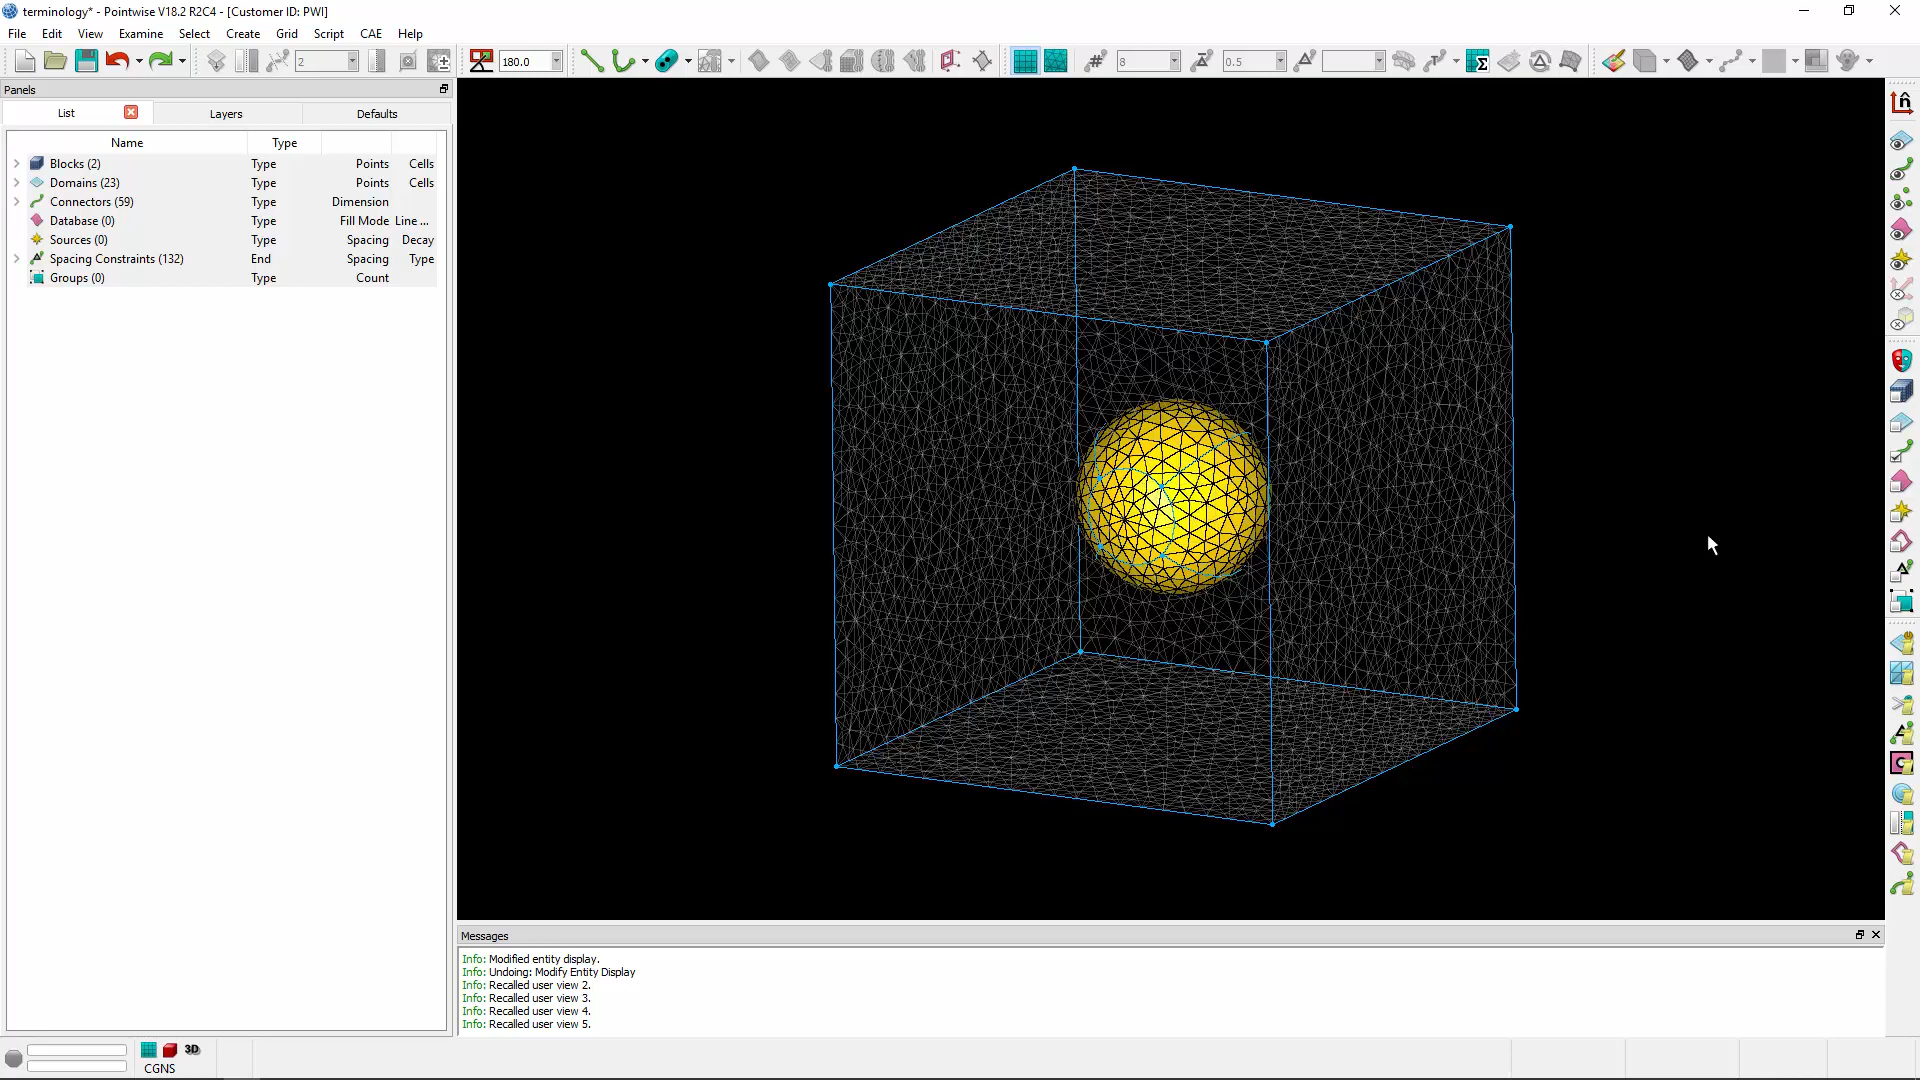 terminology* - Pointwise V18.2 R2C4 - [Customer ID: PWI]
File Edit View Examine Select Create Grid Script CAE Help
2 180.0 8 0.5
Panels
List Layers Defaults
Name Type
Blocks (2) Type Points Cells
Domains (23) Type Points Cells
Connectors (59) Type Dimension
Database (0) Type Fill Mode Line ...
Sources (0) Type Spacing Decay
Spacing Constraints (132) End Spacing Type
Groups (0) Type Count
Messages
Info: Modified entity display.
Info: Undoing: Modify Entity Display
Info: Recalled user view 2.
Info: Recalled user view 3.
Info: Recalled user view 4.
Info: Recalled user view 5.
3D
CGNS